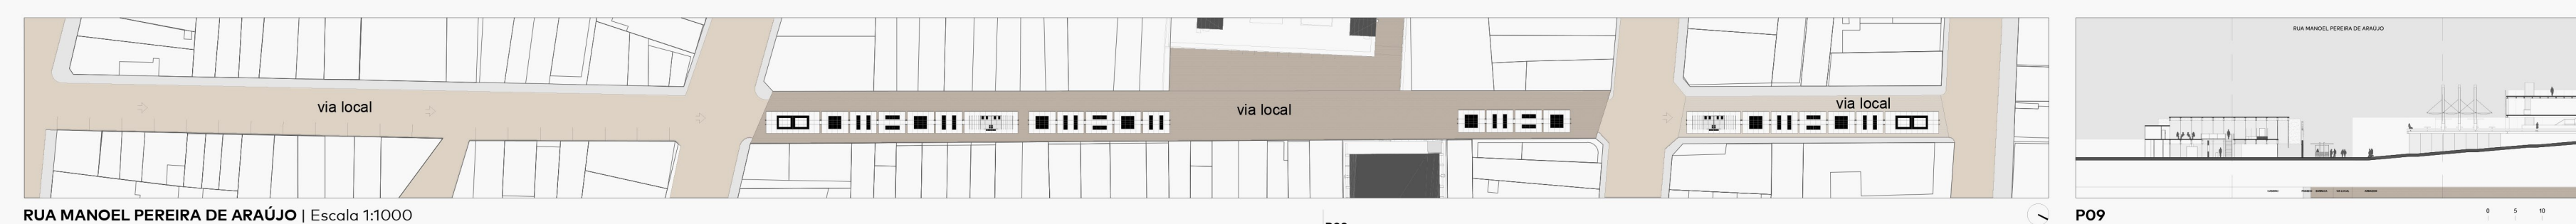 RUA MANOEL PEREIRA DE ARAÚJO
via local
via local
via local
RUA MANOEL PEREIRA DE ARAÚJO | Escala 1:1000
P09
0 5 10